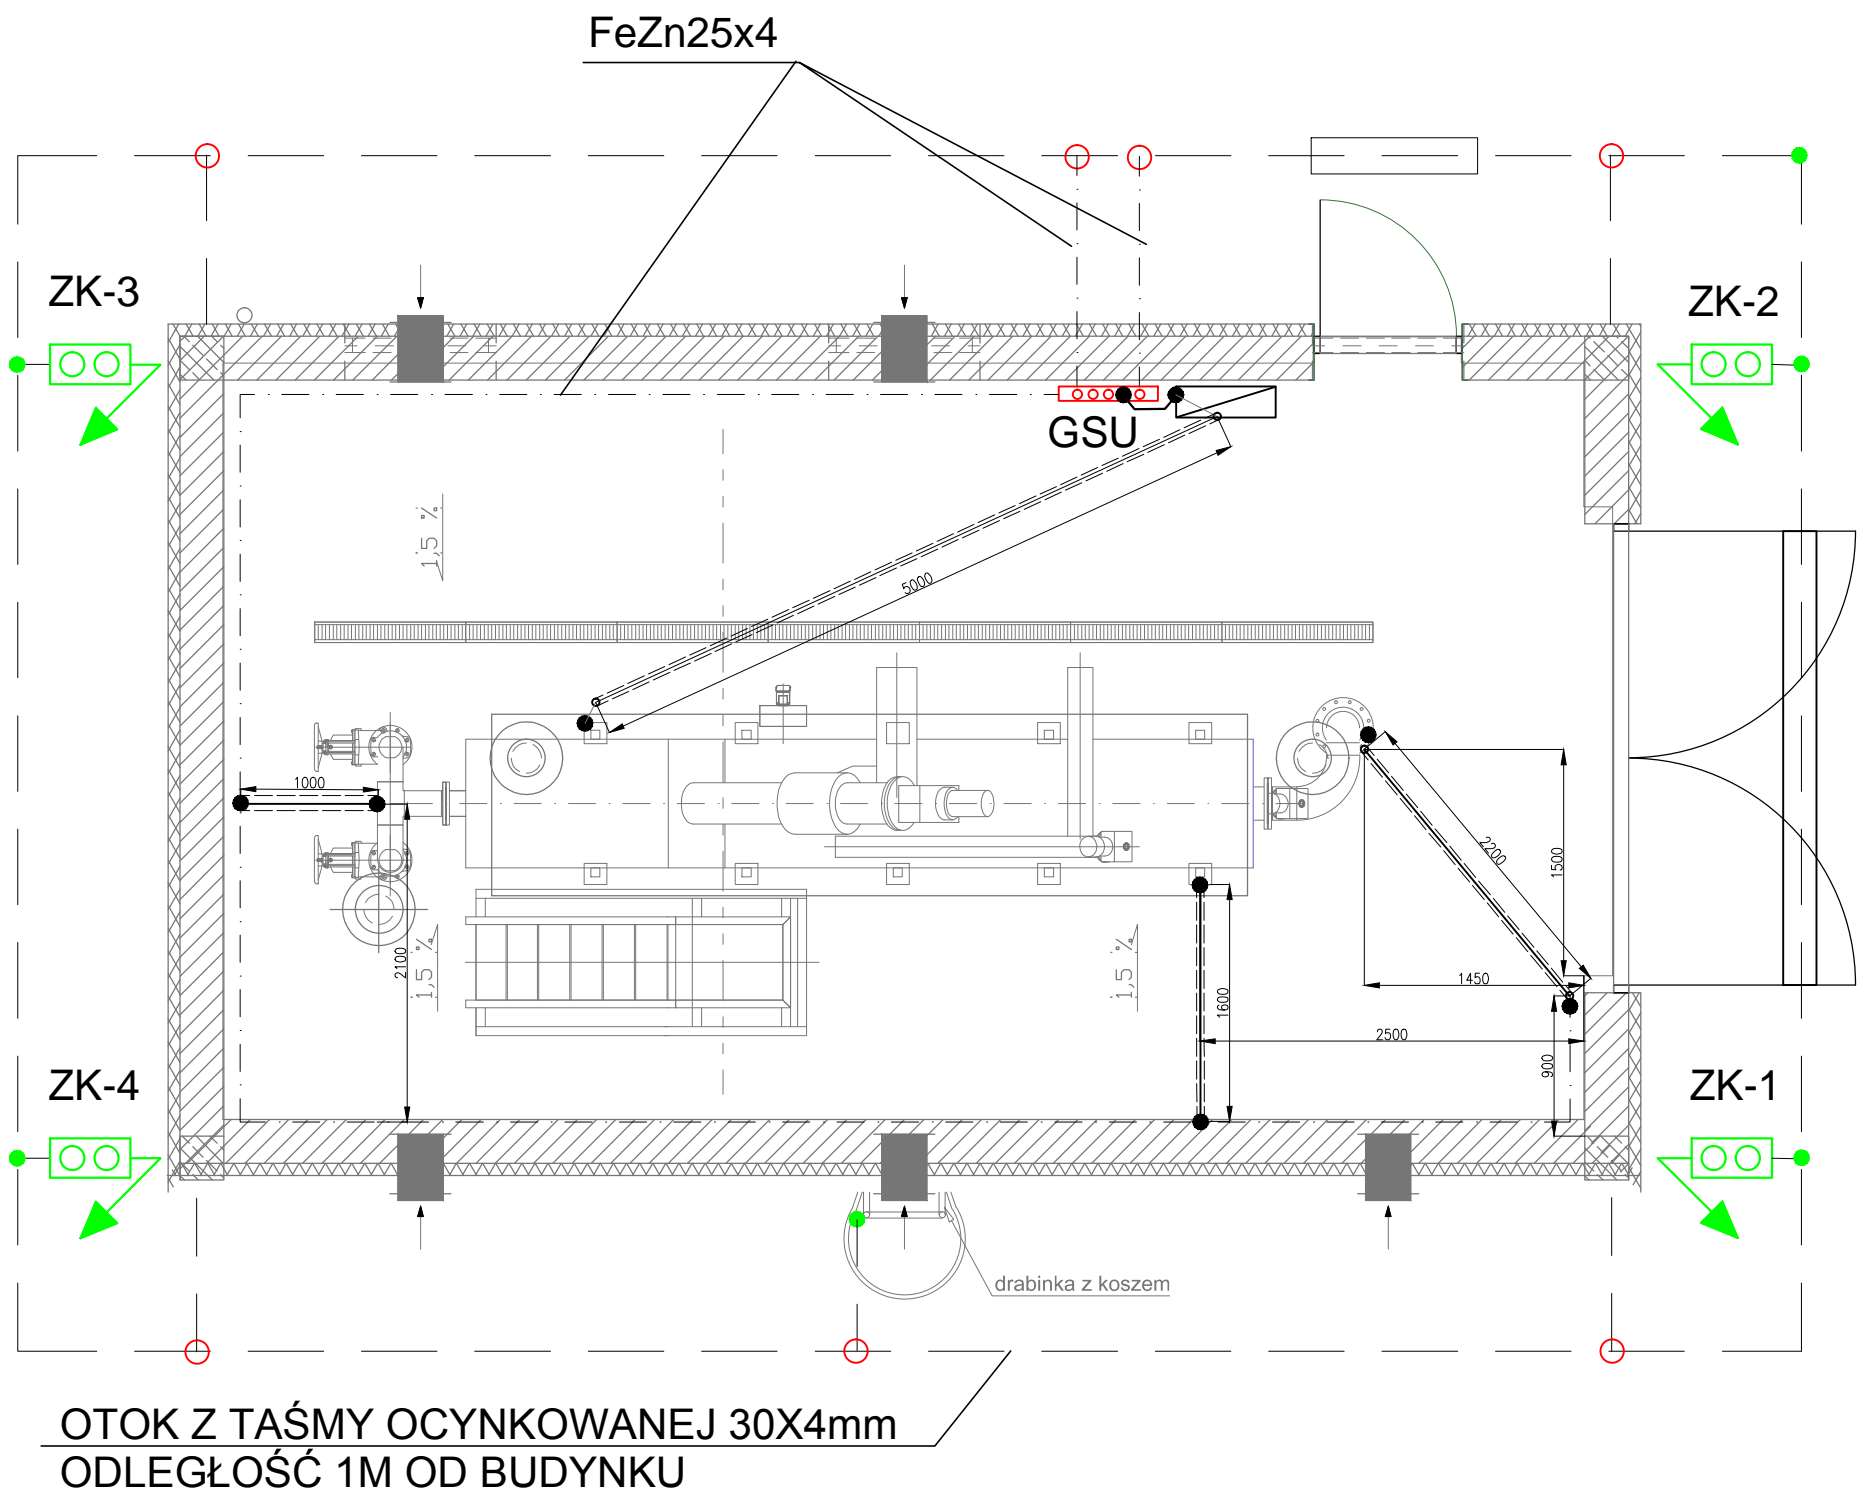 FeZn25x4
ZK-3
ZK-2
GSU
1,5 %
5000
1000
2200
1500
2100
1,5 %
1,5 %
1600
1450
2500
900
ZK-4
ZK-1
drabinka z koszem
OTOK Z TAŚMY OCYNKOWANEJ 30X4mm
ODLEGŁOŚĆ 1M OD BUDYNKU